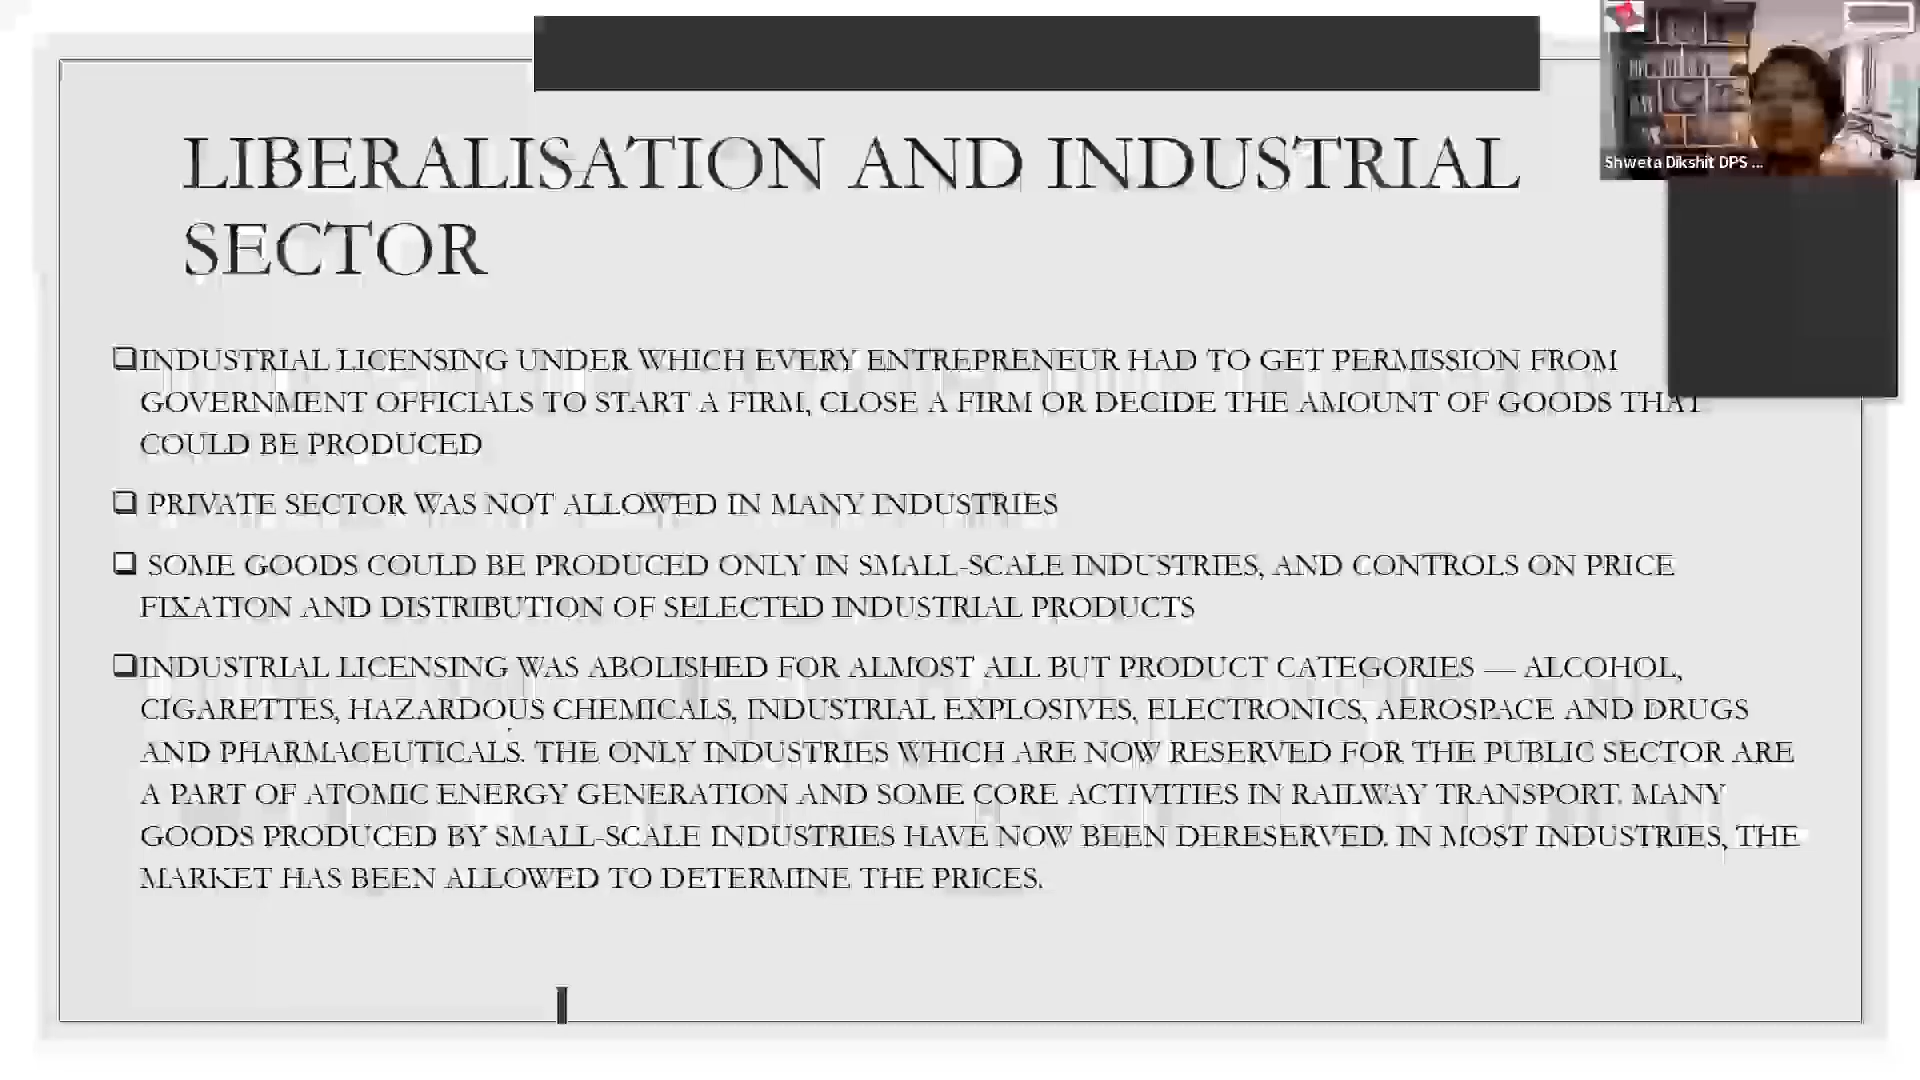 LIBERALISATION AND INDUSTRIAL
SECTOR
INDUSTRIAL LICENSING UNDER WHICH EVERY ENTREPRENEUR HAD TO GET PERMISSION FROM
GOVERNMENT OFFICIALS TO START A FIRM, CLOSE A FIRM OR DECIDE THE AMOUNT OF GOODS THAT
COULD BE PRODUCED
PRIVATE SECTOR WAS NOT ALLOWED IN MANY INDUSTRIES
SOME GOODS COULD BE PRODUCED ONLY IN SMALL-SCALE INDUSTRIES, AND CONTROLS ON PRICE
FIXATION AND DISTRIBUTION OF SELECTED INDUSTRIAL PRODUCTS
INDUSTRIAL LICENSING WAS ABOLISHED FOR ALMOST ALL BUT PRODUCT CATEGORIES — ALCOHOL,
CIGARETTES, HAZARDOUS CHEMICALS, INDUSTRIAL EXPLOSIVES, ELECTRONICS, AEROSPACE AND DRUGS
AND PHARMACEUTICALS. THE ONLY INDUSTRIES WHICH ARE NOW RESERVED FOR THE PUBLIC SECTOR ARE
A PART OF ATOMIC ENERGY GENERATION AND SOME CORE ACTIVITIES IN RAILWAY TRANSPORT. MANY
GOODS PRODUCED BY SMALL-SCALE INDUSTRIES HAVE NOW BEEN DERESERVED. IN MOST INDUSTRIES, THE
MARKET HAS BEEN ALLOWED TO DETERMINE THE PRICES.
Shweta Dikshit DPS ...